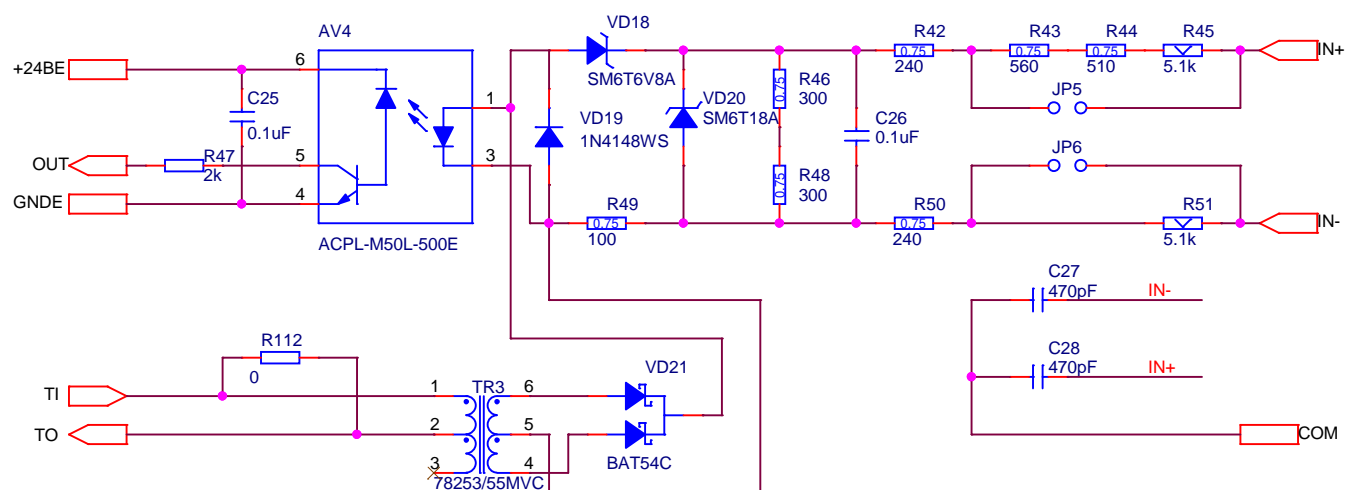 AV4
VD18
R42
R43
R44
R45
+24BE
6
0.75
0.75
0.75
IN+
240
560
510
5.1k
SM6T6V8A
C25
0.1uF
1
0.75
R46
300
JP5
VD19
1N4148WS
VD20
SM6T18A
C26
0.1uF
OUT
R47
2k
5
3
JP6
0.75
R48
300
GNDE
4
R49
0.75
100
R50
0.75
240
R51
5.1k
IN-
ACPL-M50L-500E
C27
470pF
IN-
R112
0
C28
470pF
IN+
VD21
TI
1
TR3
6
TO
2
5
COM
3
4
BAT54C
78253/55MVC